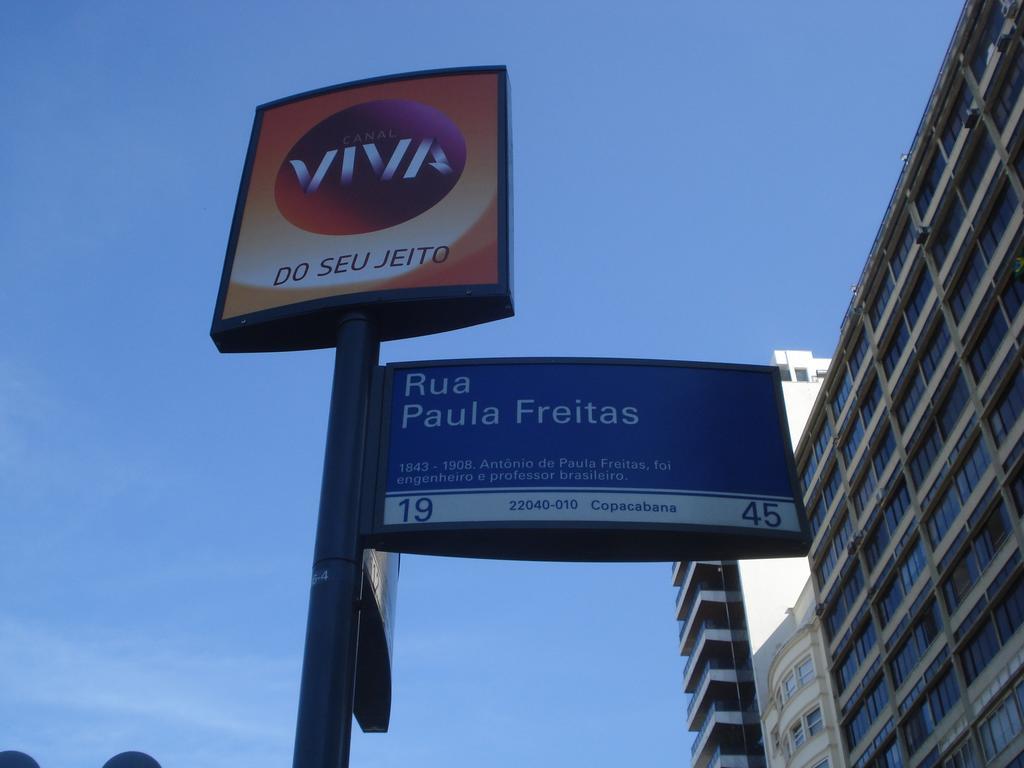 CANAL
VIVA
DO SEU JEITO
Rua
Paula Freitas
1843 - 1908. Antônio de Paula Freitas, foi
engenheiro e professor brasileiro.
19 22040-010 Copacabana 45